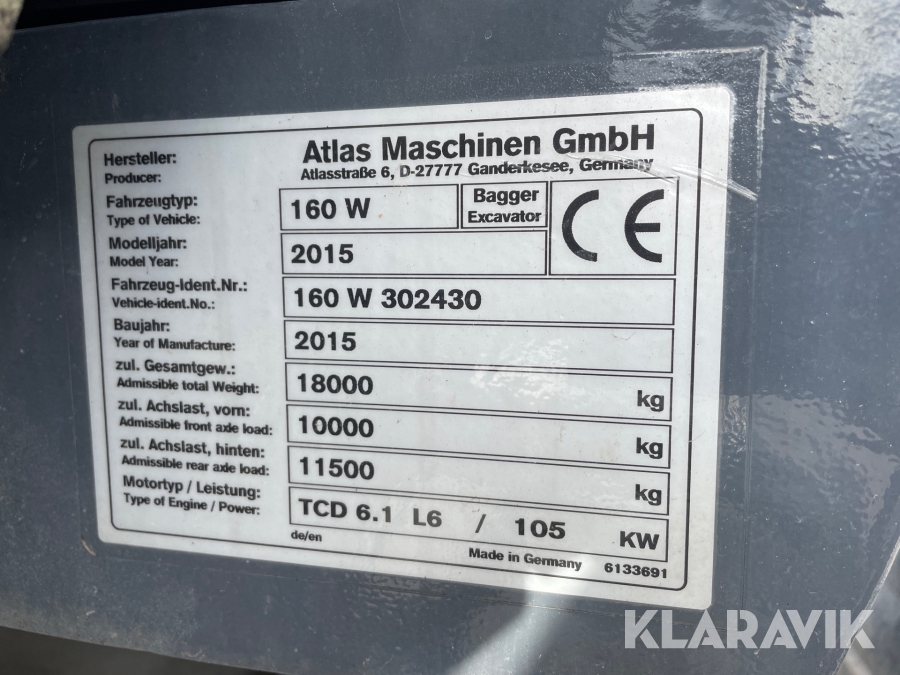 Hersteller: Atlas Maschinen GmbH
Producer: Atlasstraße 6, D-27777 Ganderkesee, Germany
Fahrzeugtyp: 160 W Bagger CE
Type of Vehicle: Excavator
Modelljahr: 2015
Model Year:
Fahrzeug-Ident.Nr.: 160 W 302430
Vehicle-ident.No.:
Baujahr: 2015
Year of Manufacture:
zul. Gesamtgew.: 18000 kg
Admissible total Weight:
zul. Achslast, vorn: 10000 kg
Admissible front axle load:
zul. Achslast, hinten: 11500 kg
Admissible rear axle load:
Motortyp / Leistung: TCD 6.1 L6 / 105 KW
Type of Engine / Power:
de/en Made in Germany 6133691
KLARAVIK